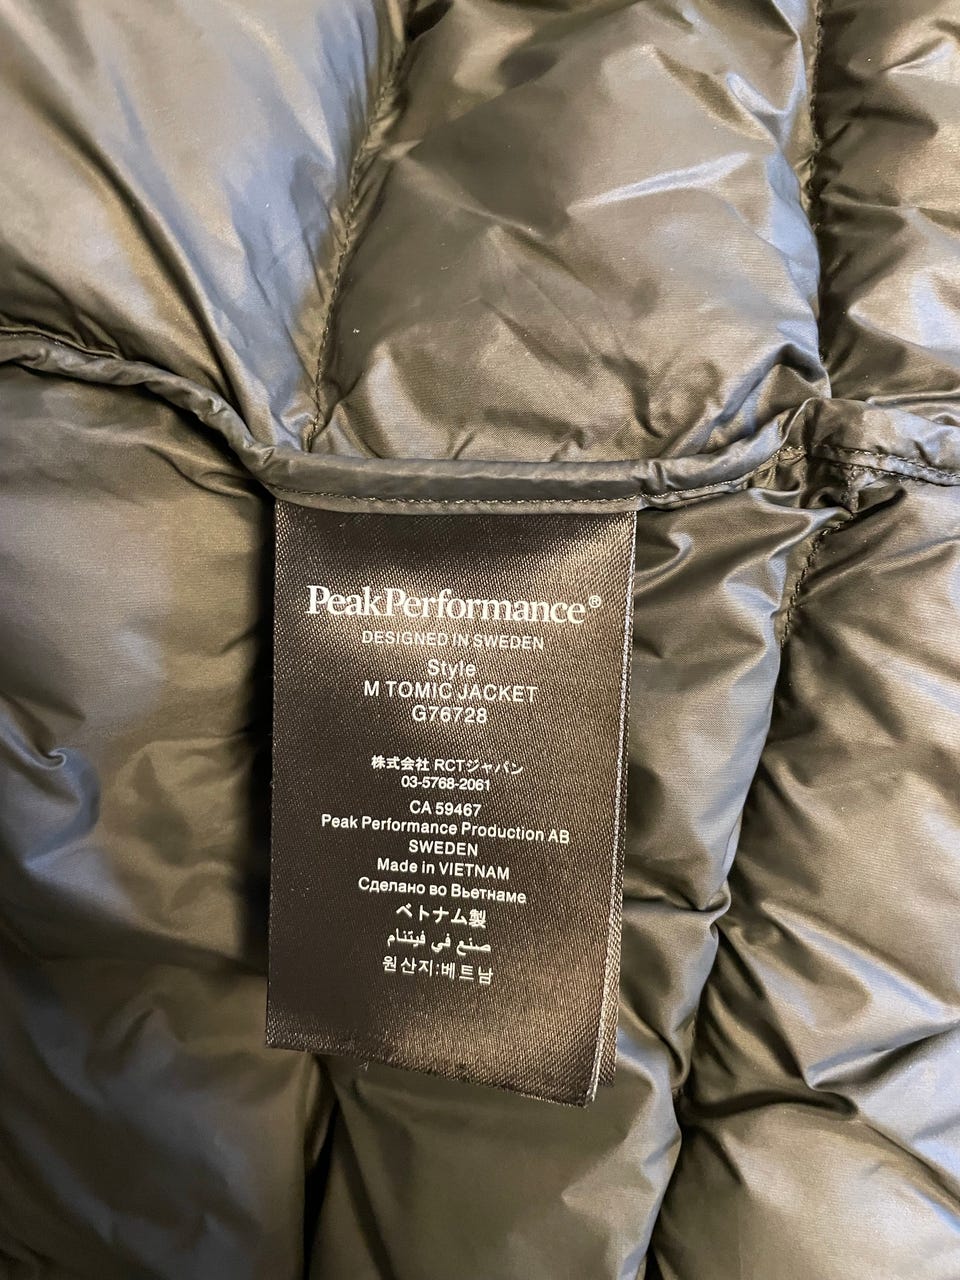 PeakPerformance®
DESIGNED IN SWEDEN
Style
M TOMIC JACKET
G76728
株式会社 RCTジャパン
03-5768-2061
CA 59467
Peak Performance Production AB
SWEDEN
Made in VIETNAM
Сделано во Вьетнаме
ベトナム製
صنع في فيتنام
원산지:베트남